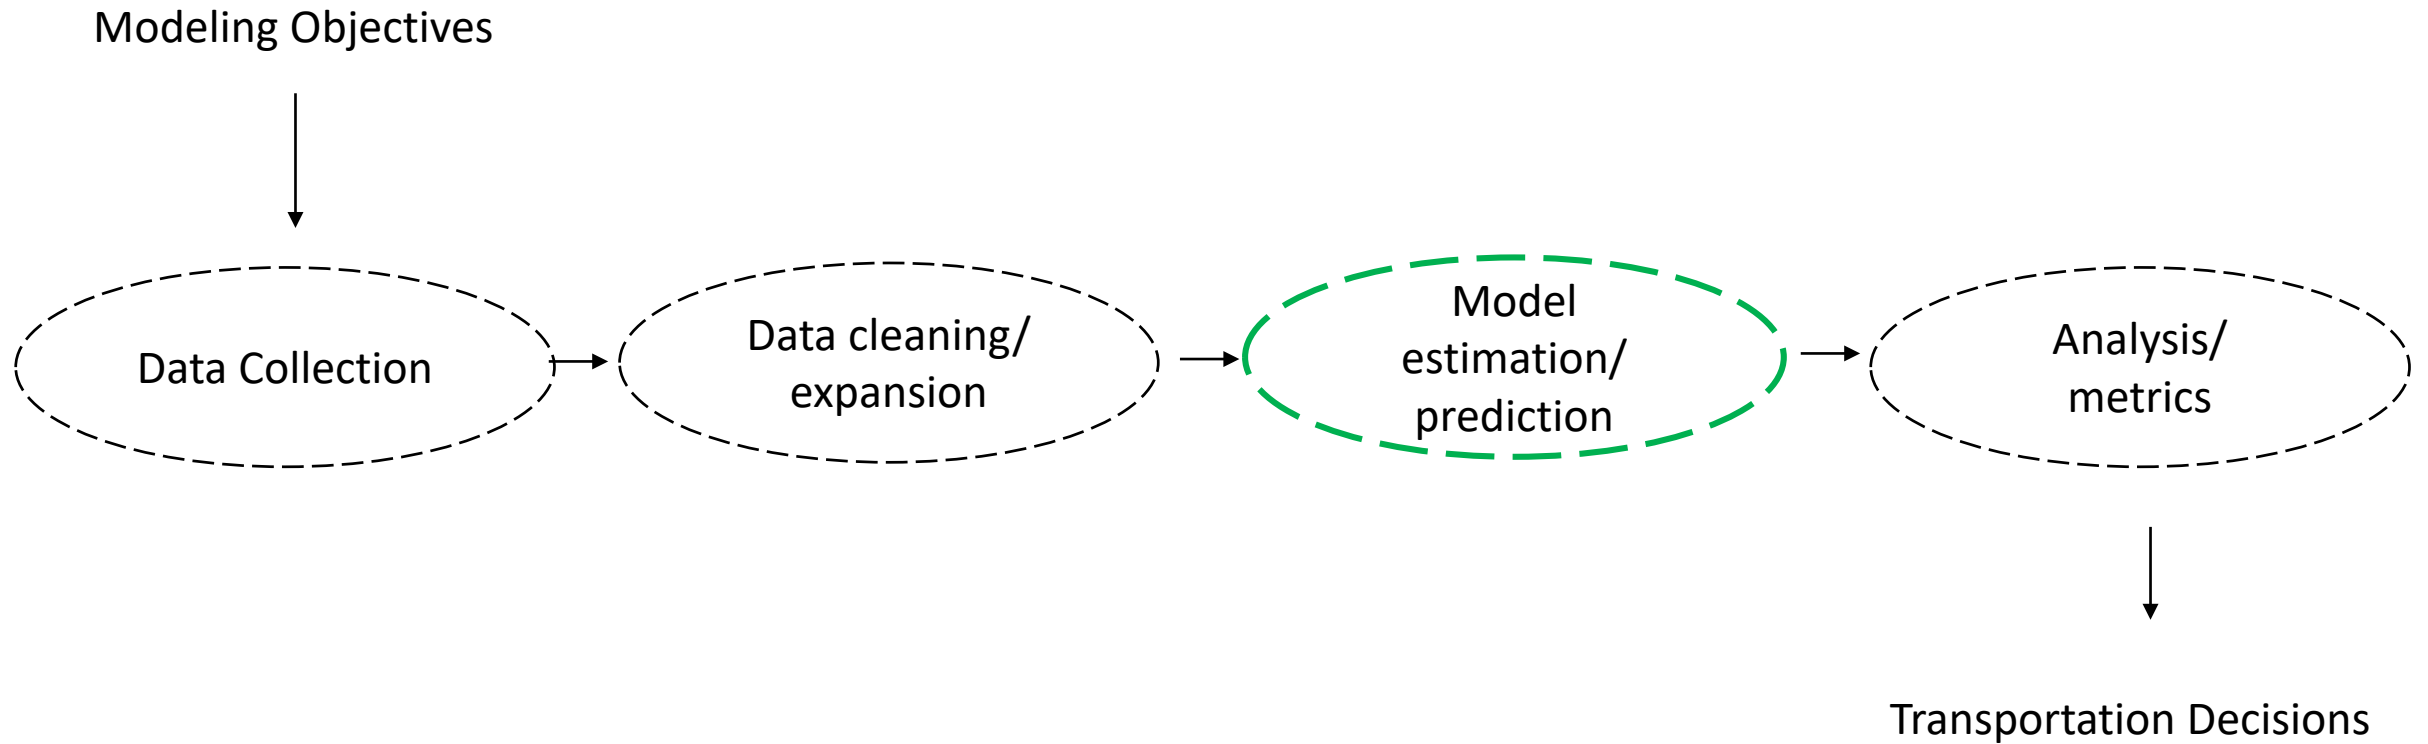 Modeling Objectives
Data Collection
Data cleaning/
expansion
Model
estimation/
prediction
Analysis/
metrics
Transportation Decisions